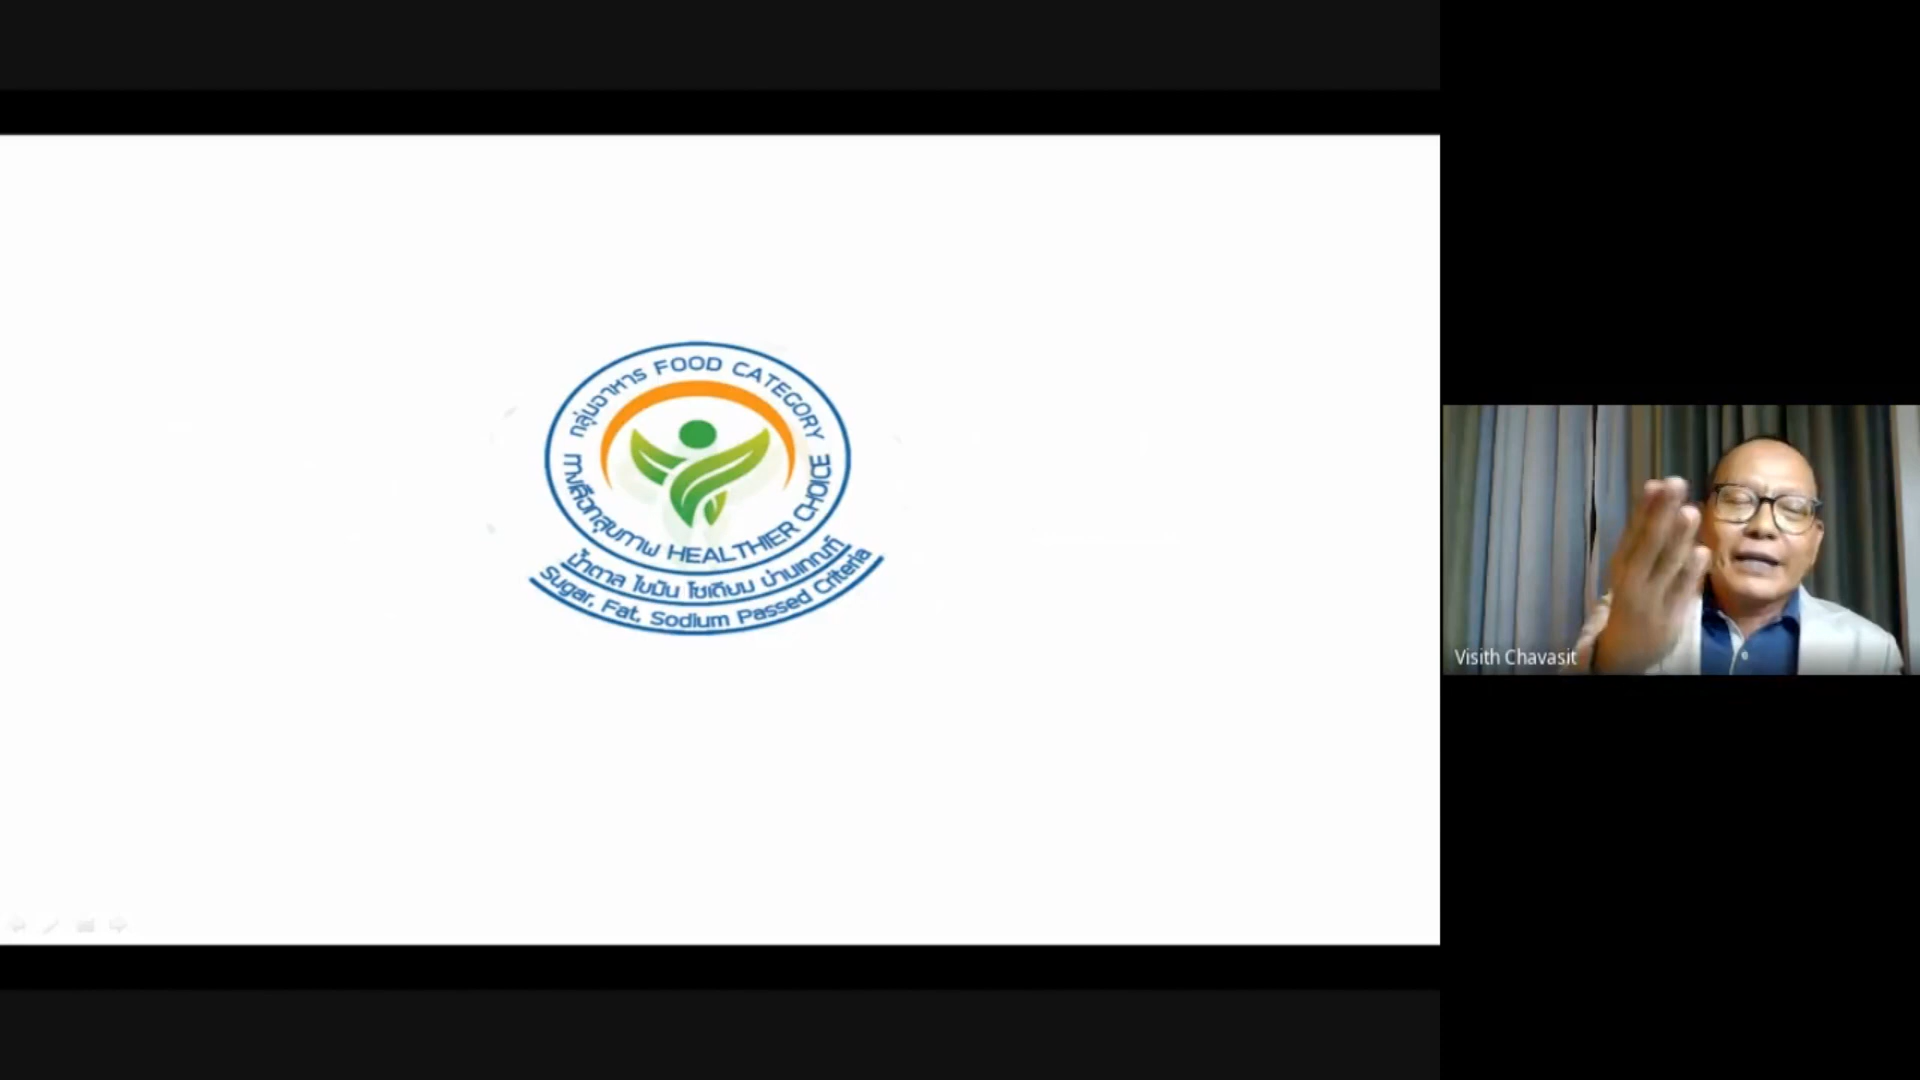 กลุ่มอาหาร FOOD CATEGORY
ทางเลือกสุขภาพ HEALTHIER CHOICE
น้ำตาล ไขมัน โซเดียม ผ่านเกณฑ์
Sugar, Fat, Sodium Passed Criteria
Visith Chavasit